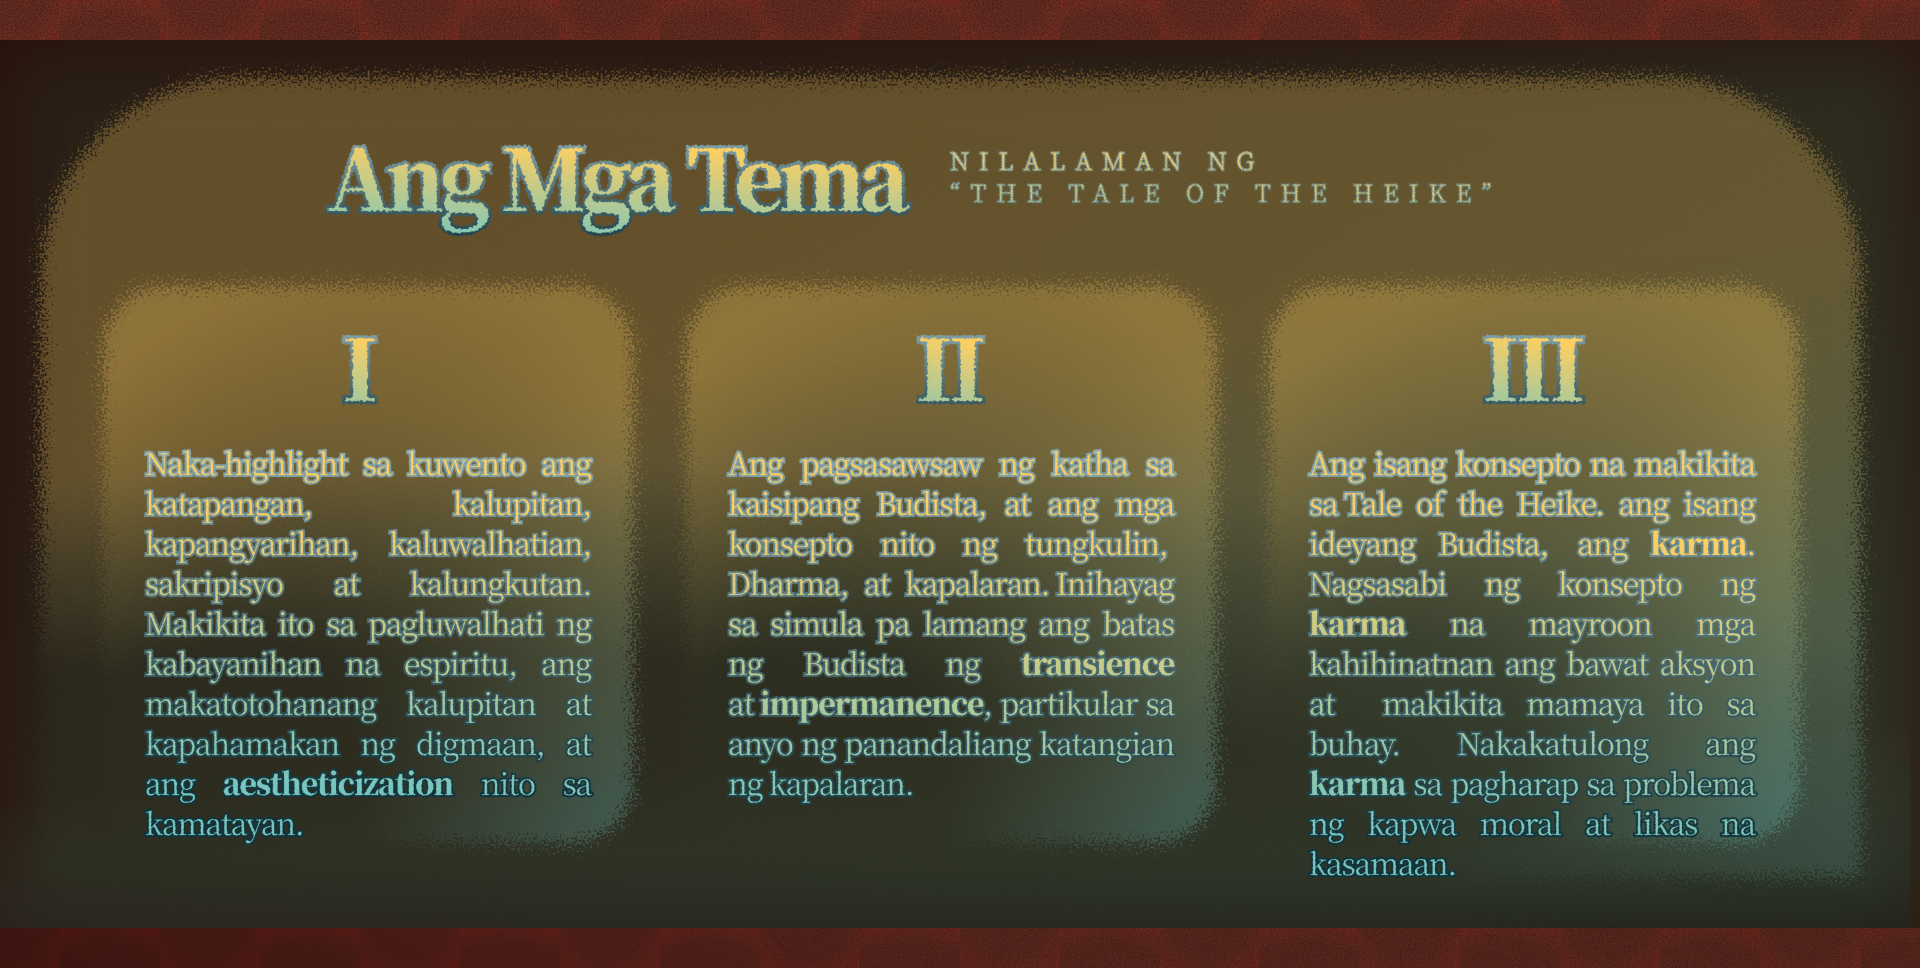 Ang Mga Tema
NILALAMAN NG
“THE TALE OF THE HEIKE”
I
Naka-highlight sa kuwento ang
katapangan, kalupitan,
kapangyarihan, kaluwalhatian,
sakripisyo at kalungkutan.
Makikita ito sa pagluwalhati ng
kabayanihan na espiritu, ang
makatotohanang kalupitan at
kapahamakan ng digmaan, at
ang aestheticization nito sa
kamatayan.
II
Ang pagsasawsaw ng katha sa
kaisipang Budista, at ang mga
konsepto nito ng tungkulin,
Dharma, at kapalaran. Inihayag
sa simula pa lamang ang batas
ng Budista ng transience
at impermanence, partikular sa
anyo ng panandaliang katangian
ng kapalaran.
III
Ang isang konsepto na makikita
sa Tale of the Heike. ang isang
ideyang Budista, ang karma.
Nagsasabi ng konsepto ng
karma na mayroon mga
kahihinatnan ang bawat aksyon
at makikita mamaya ito sa
buhay. Nakakatulong ang
karma sa pagharap sa problema
ng kapwa moral at likas na
kasamaan.